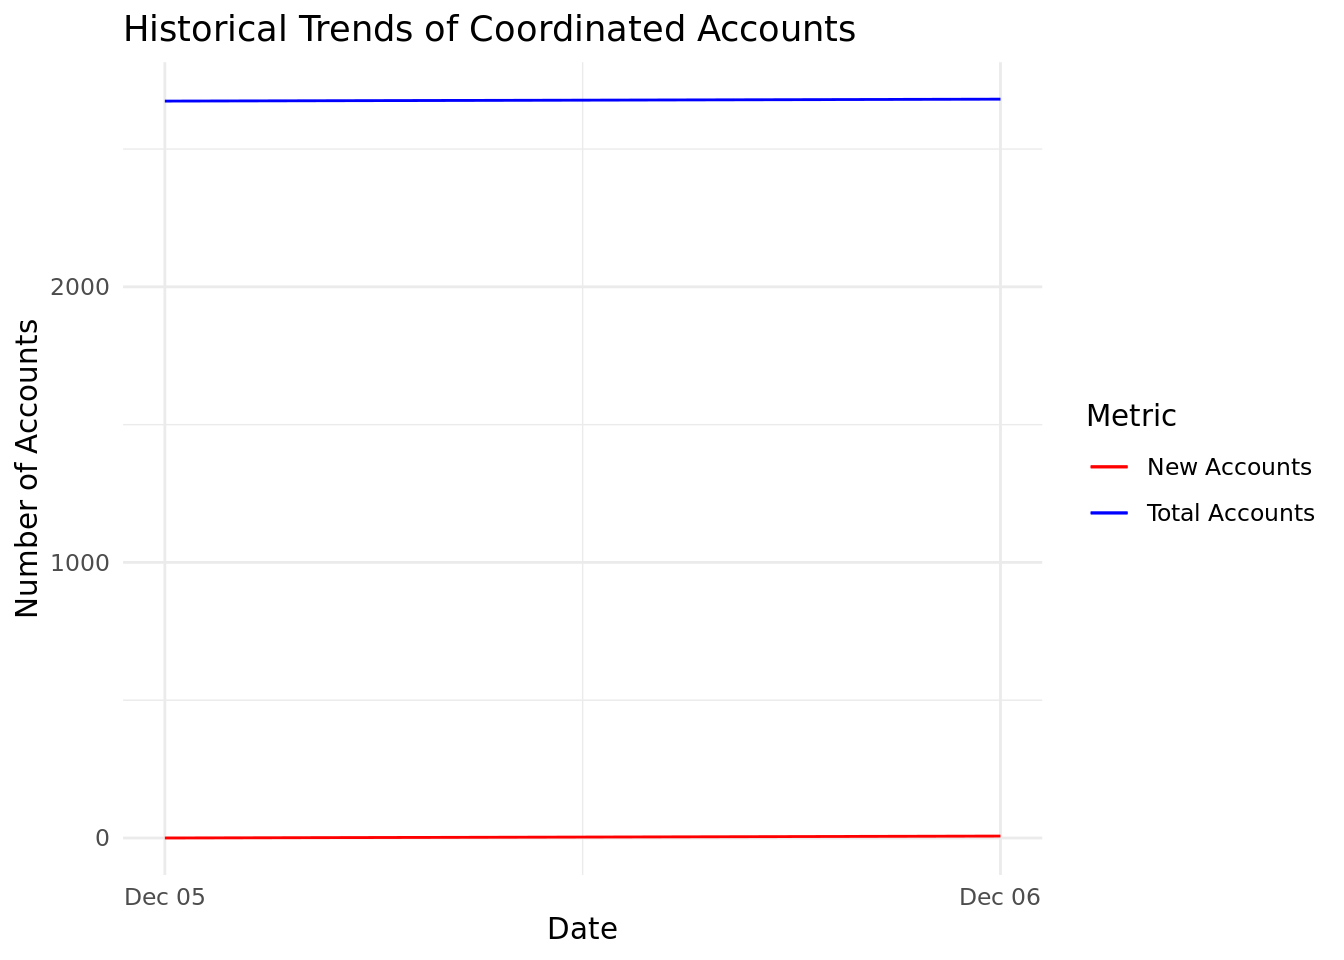 Historical Trends of Coordinated Accounts
Number of Accounts
2000
1000
0
Dec 05
Dec 06
Date
Metric
New Accounts
Total Accounts